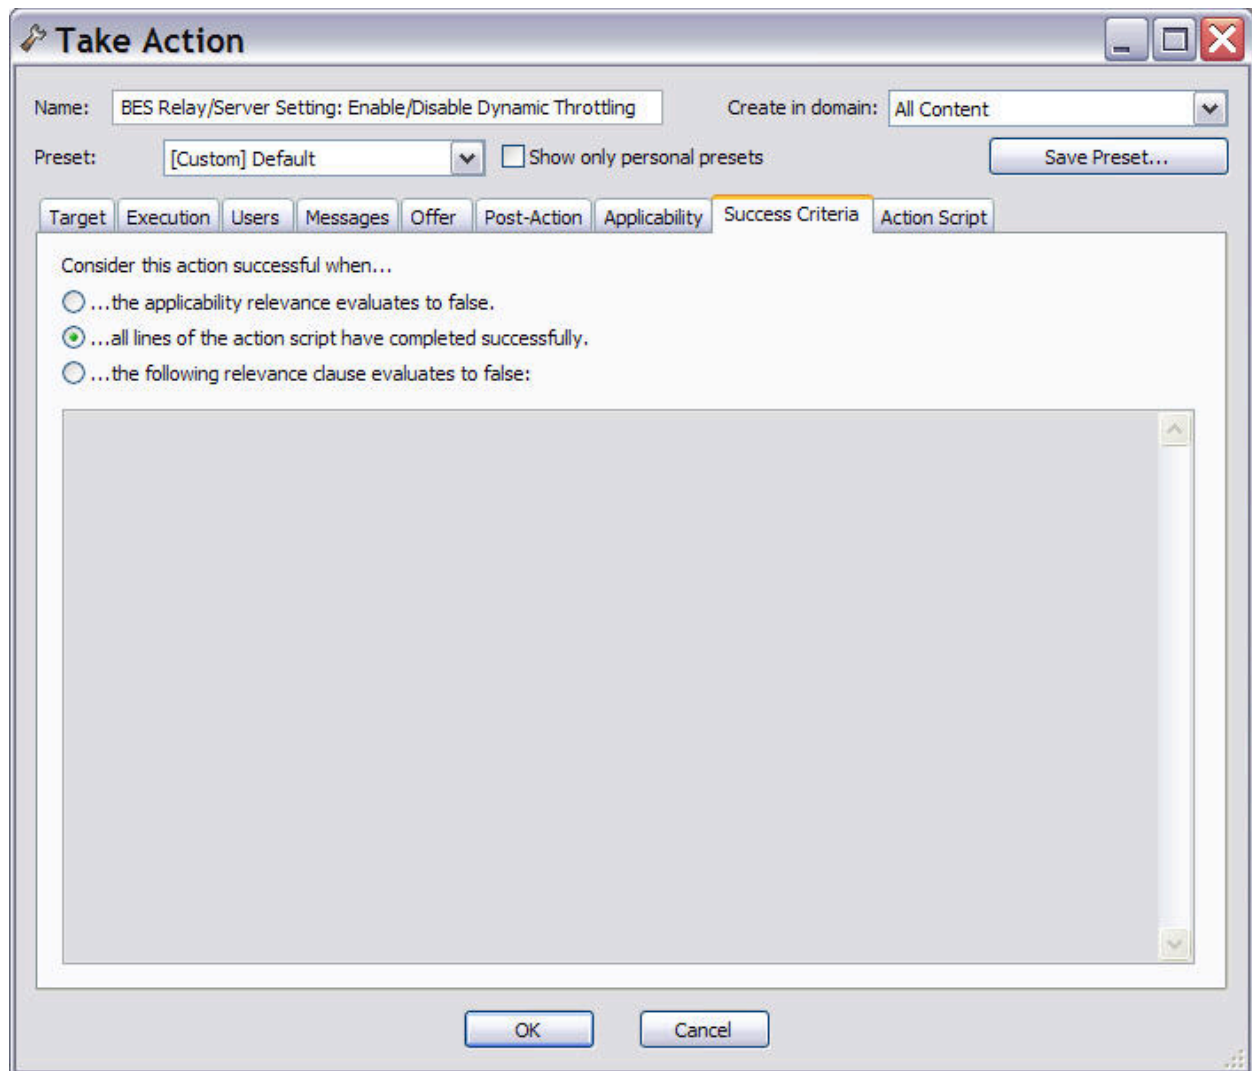 Take Action
Name: BES Relay/Server Setting: Enable/Disable Dynamic Throttling Create in domain: All Content
Preset: [Custom] Default Show only personal presets Save Preset...
Target Execution Users Messages Offer Post-Action Applicability Success Criteria Action Script
Consider this action successful when...
...the applicability relevance evaluates to false.
...all lines of the action script have completed successfully.
...the following relevance clause evaluates to false:
OK Cancel